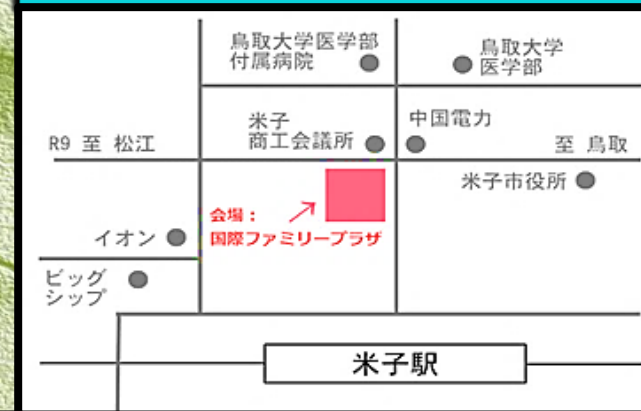 鳥取大学医学部
付属病院
鳥取大学
医学部
米子
商工会議所
中国電力
R9 至 松江
至 鳥取
米子市役所
会場：
国際ファミリープラザ
イオン
ビッグ
シップ
米子駅